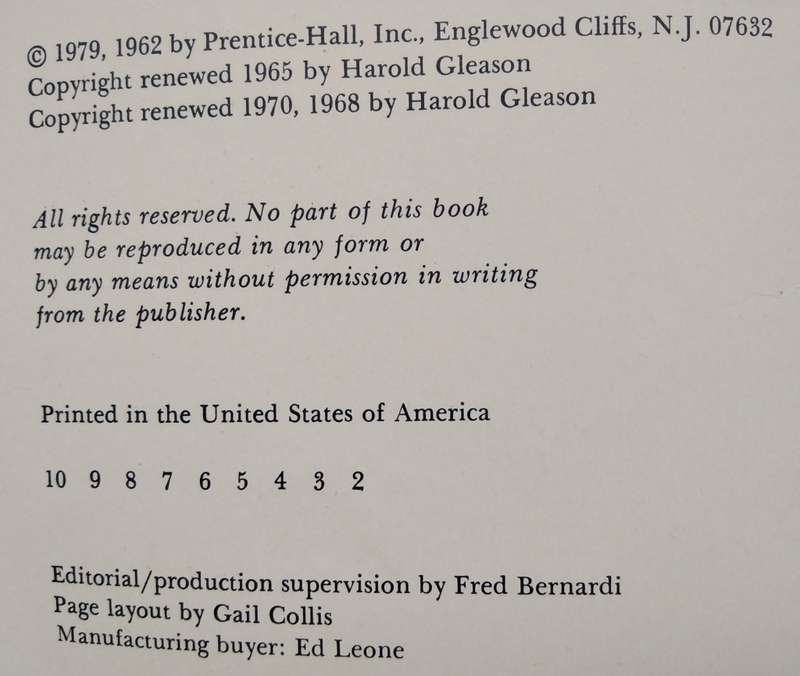 © 1979, 1962 by Prentice-Hall, Inc., Englewood Cliffs, N.J. 07632
Copyright renewed 1965 by Harold Gleason
Copyright renewed 1970, 1968 by Harold Gleason
All rights reserved. No part of this book
may be reproduced in any form or
by any means without permission in writing
from the publisher.
Printed in the United States of America
10 9 8 7 6 5 4 3 2
Editorial/production supervision by Fred Bernardi
Page layout by Gail Collis
Manufacturing buyer: Ed Leone